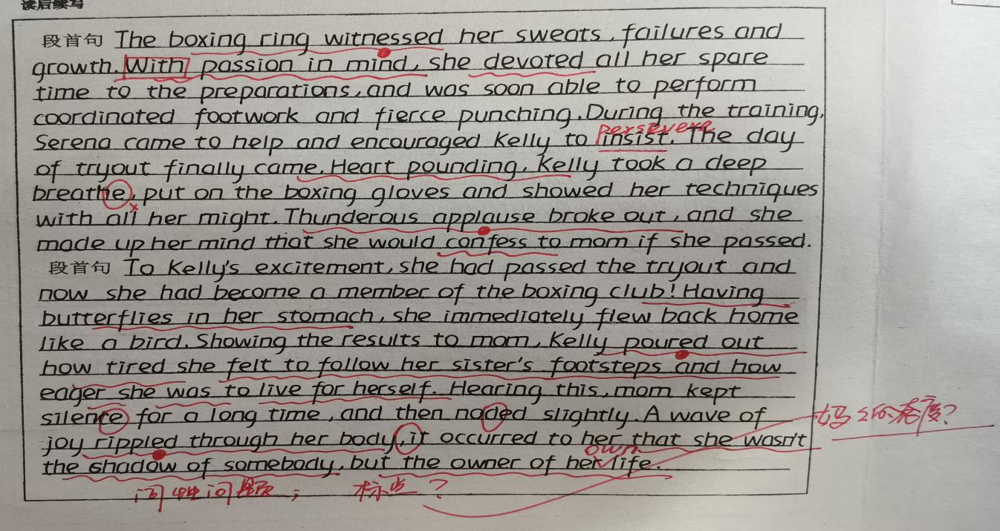 读后续写
段首句 The boxing ring witnessed her sweats, failures and
growth. With passion in mind, she devoted all her spare
time to the preparations, and was soon able to perform
coordinated footwork and fierce punching. During the training,
persevere
Serena came to help and encouraged Kelly to insist. The day
of tryout finally came. Heart pounding, Kelly took a deep
breathe, put on the boxing gloves and showed her techniques
with all her might. Thunderous applause broke out, and she
made up her mind that she would confess to mom if she passed.
段首句 To Kelly's excitement, she had passed the tryout and
now she had become a member of the boxing club! Having
butterflies in her stomach, she immediately flew back home
like a bird. Showing the results to mom, Kelly poured out
how tired she felt to follow her sister's footsteps and how
eager she was to live for herself. Hearing this, mom kept
silence for a long time, and then noded slightly. A wave of
妈妈的态度?
joy rippled through her body, it occurred to her that she wasn't
own
the shadow of somebody, but the owner of her life.
词性问题; 标点?